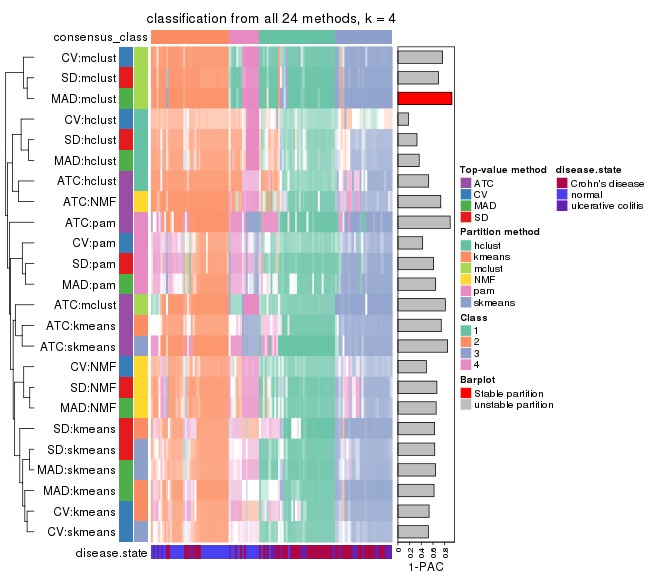 classification from all 24 methods, k = 4
consensus_class
CV:mclust
SD:mclust
MAD:mclust
CV:hclust
SD:hclust
MAD:hclust
ATC:hclust
ATC:NMF
ATC:pam
CV:pam
SD:pam
MAD:pam
ATC:mclust
ATC:kmeans
ATC:skmeans
CV:NMF
SD:NMF
MAD:NMF
SD:kmeans
SD:skmeans
MAD:skmeans
MAD:kmeans
CV:kmeans
CV:skmeans
disease.state
0 0.2 0.4 0.6 0.8
1-PAC
Top-value method
ATC
CV
MAD
SD
Partition method
hclust
kmeans
mclust
NMF
pam
skmeans
Class
1
2
3
4
Barplot
Stable partition
unstable partition
disease.state
Crohn's disease
normal
ulcerative colitis